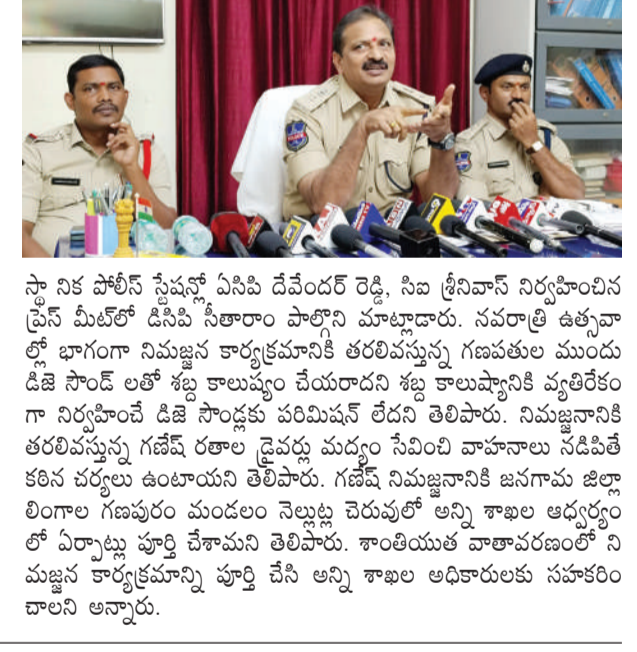 స్థా నిక పోలీస్ స్టేషన్లో ఏసిపి దేవేందర్ రెడ్డి, సిఐ శ్రీనివాస్ నిర్వహించిన
ప్రెస్ మీట్‌లో డిసిపి సీతారాం పాల్గొని మాట్లాడారు. నవరాత్రి ఉత్సవా
ల్లో భాగంగా నిమజ్జన కార్యక్రమానికి తరలివస్తున్న గణపతుల ముందు
డిజె సౌండ్ లతో శబ్ద కాలుష్యం చేయరాదని శబ్ద కాలుష్యానికి వ్యతిరేకం
గా నిర్వహించే డిజె సౌండ్లకు పరిమిషన్ లేదని తెలిపారు. నిమజ్జనానికి
తరలివస్తున్న గణేష్ రతాల డ్రైవర్లు మద్యం సేవించి వాహనాలు నడిపితే
కఠిన చర్యలు ఉంటాయని తెలిపారు. గణేష్ నిమజ్జనానికి జనగామ జిల్లా
లింగాల గణపురం మండలం నెల్లుట్ల చెరువులో అన్ని శాఖల ఆధ్వర్యం
లో ఏర్పాట్లు పూర్తి చేశామని తెలిపారు. శాంతియుత వాతావరణంలో ని
మజ్జన కార్యక్రమాన్ని పూర్తి చేసి అన్ని శాఖల అధికారులకు సహకరిం
చాలని అన్నారు.